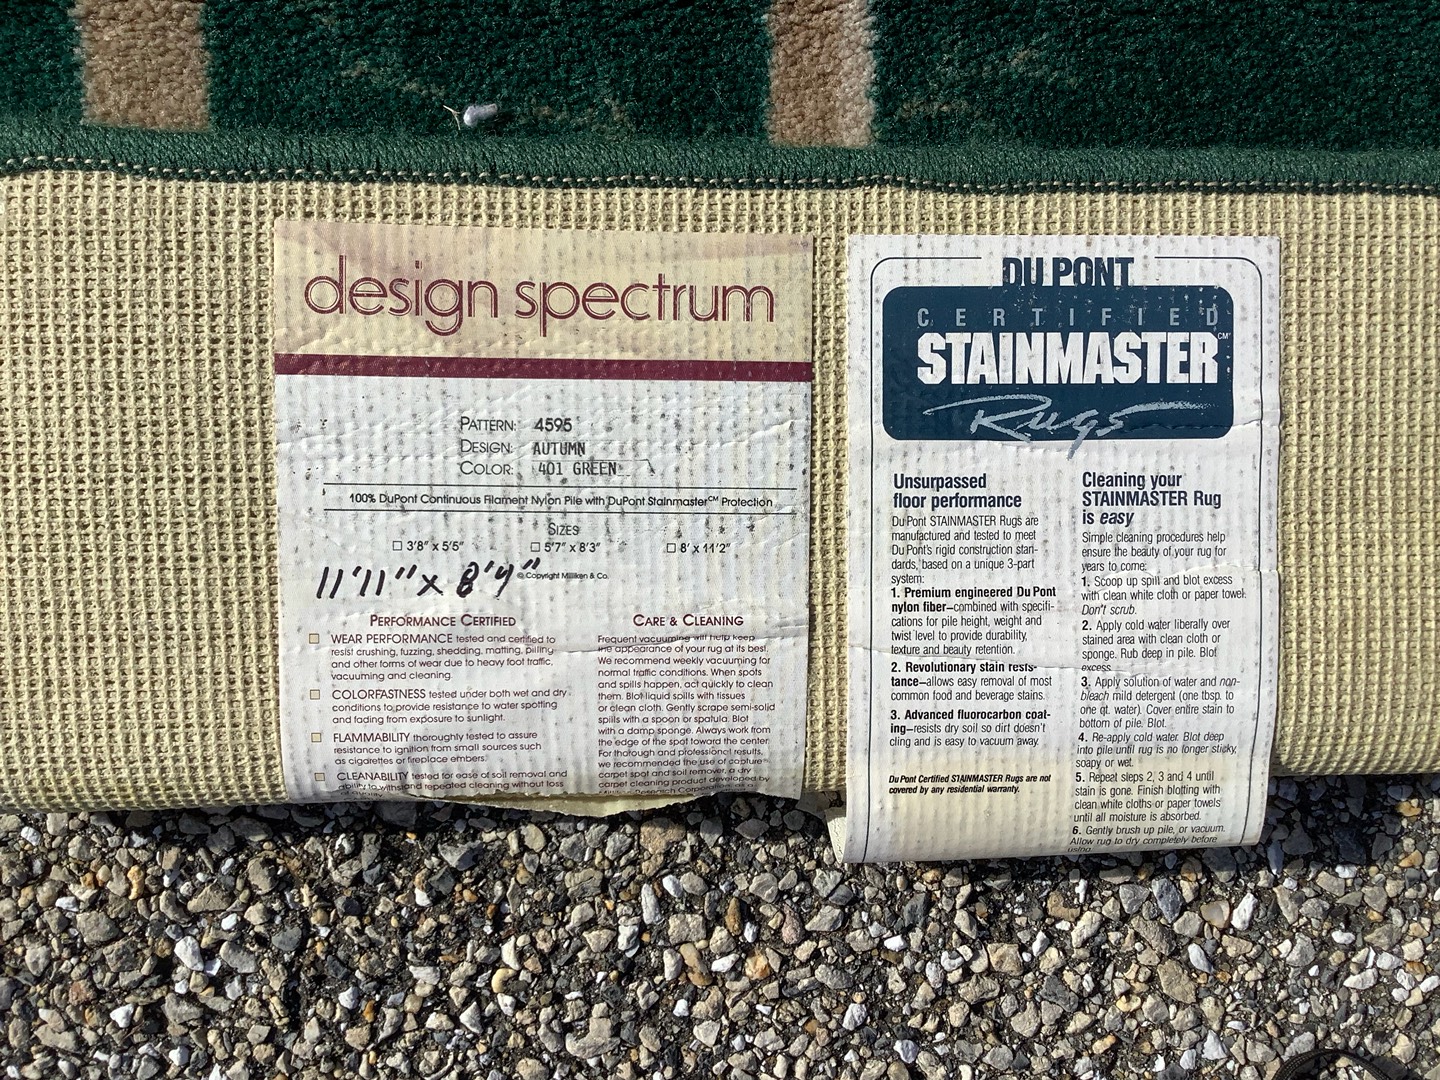 design spectrum
PATTERN: 4595
DESIGN: AUTUMN
COLOR: 401 GREEN
100% DuPont Continuous Filament Nylon Pile with DuPont Stainmaster℠ Protection
SIZES
☐ 3'8" x 5'5" ☐ 5'7" x 8'3" ☐ 8' x 11'2"
11'11" x 8'4"
© Copyright Milliken & Co.
PERFORMANCE CERTIFIED
WEAR PERFORMANCE tested and certified to
resist crushing, fuzzing, shedding, matting, pilling
and other forms of wear due to heavy foot traffic,
vacuuming and cleaning.
COLORFASTNESS tested under both wet and dry
conditions to provide resistance to water spotting
and fading from exposure to sunlight.
FLAMMABILITY thoroughly tested to assure
resistance to ignition from small sources such
as cigarettes or fireplace embers.
CLEANABILITY tested for ease of soil removal and
ability to withstand repeated cleaning without loss
CARE & CLEANING
Frequent vacuuming will help keep
the appearance of your rug at its best.
We recommend weekly vacuuming for
normal traffic conditions. When spots
and spills happen, act quickly to clean
them. Blot liquid spills with tissues
or clean cloth. Gently scrape semi-solid
spills with a spoon or spatula. Blot
with a damp sponge. Always work from
the edge of the spot toward the center.
For thorough and professional results,
we recommend the use of capture
carpet spot and soil remover, a dry
carpet cleaning product developed by
Milliken Research Corporation
DU PONT
CERTIFIED
STAINMASTER℠
Rugs
Unsurpassed
floor performance
Du Pont STAINMASTER Rugs are
manufactured and tested to meet
Du Pont's rigid construction stan-
dards, based on a unique 3-part
system:
1. Premium engineered Du Pont
nylon fiber–combined with specifi-
cations for pile height, weight and
twist level to provide durability,
texture and beauty retention.
2. Revolutionary stain resis-
tance–allows easy removal of most
common food and beverage stains.
3. Advanced fluorocarbon coat-
ing–resists dry soil so dirt doesn't
cling and is easy to vacuum away.
Du Pont Certified STAINMASTER Rugs are not
covered by any residential warranty.
Cleaning your
STAINMASTER Rug
is easy
Simple cleaning procedures help
ensure the beauty of your rug for
years to come:
1. Scoop up spill and blot excess
with clean white cloth or paper towel.
Don't scrub.
2. Apply cold water liberally over
stained area with clean cloth or
sponge. Rub deep in pile. Blot
excess.
3. Apply solution of water and non-
bleach mild detergent (one tbsp. to
one qt. water). Cover entire stain to
bottom of pile. Blot.
4. Re-apply cold water. Blot deep
into pile until rug is no longer sticky,
soapy or wet.
5. Repeat steps 2, 3 and 4 until
stain is gone. Finish blotting with
clean white cloths or paper towels
until all moisture is absorbed.
6. Gently brush up pile, or vacuum.
Allow rug to dry completely before
using.